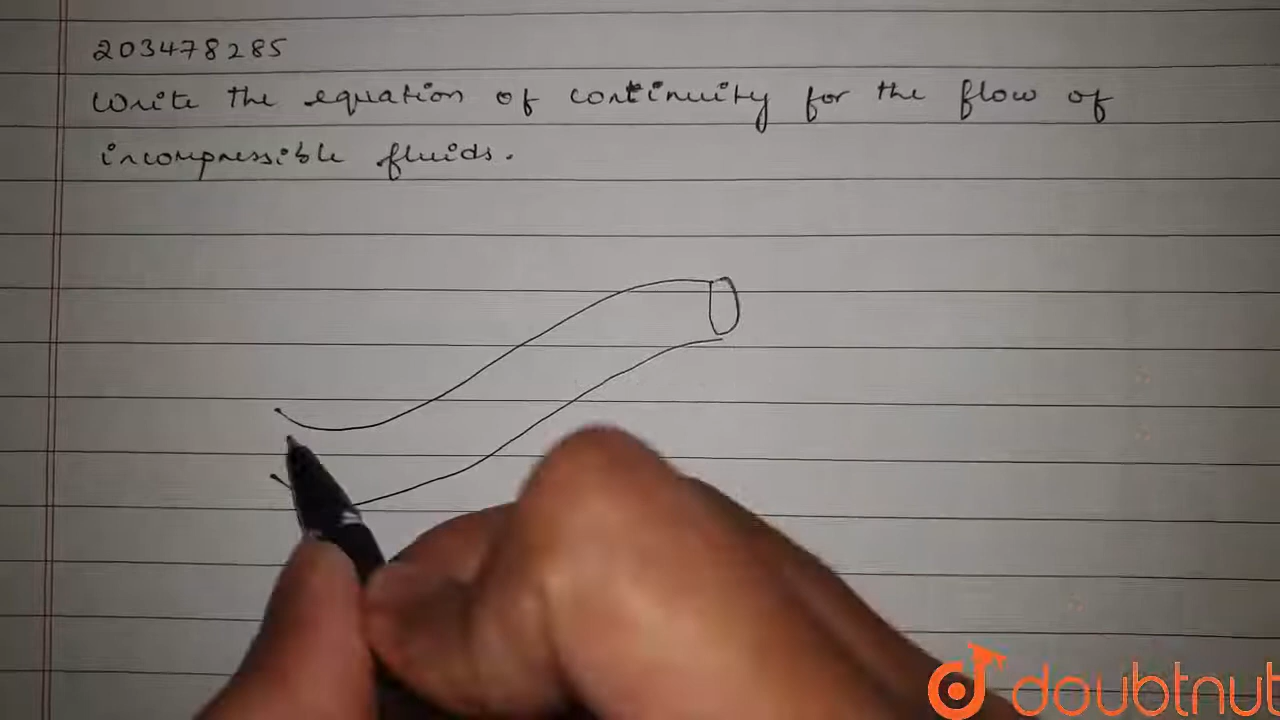 203478285
Write the equation of continuity for the flow of
incompressible fluids.
doubtnut